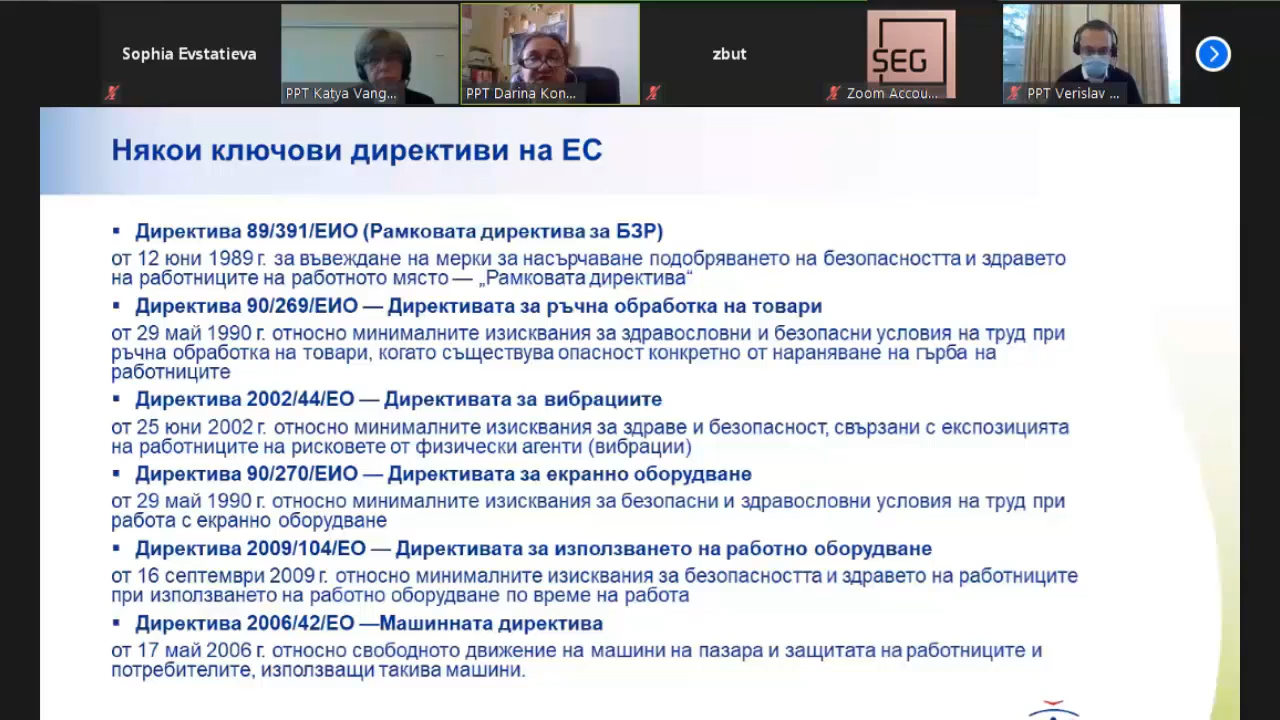 Sophia Evstatieva
PPT Katya Vang...
PPT Darina Kon...
zbut
SEG
Zoom Accou...
PPT Verislav ...
Някои ключови директиви на ЕС
▪ Директива 89/391/ЕИО (Рамковата директива за БЗР)
от 12 юни 1989 г. за въвеждане на мерки за насърчаване подобряването на безопасността и здравето
на работниците на работното място — „Рамковата директива“
▪ Директива 90/269/ЕИО — Директивата за ръчна обработка на товари
от 29 май 1990 г. относно минималните изисквания за здравословни и безопасни условия на труд при
ръчна обработка на товари, когато съществува опасност конкретно от нараняване на гърба на
работниците
▪ Директива 2002/44/ЕО — Директивата за вибрациите
от 25 юни 2002 г. относно минималните изисквания за здраве и безопасност, свързани с експозицията
на работниците на рисковете от физически агенти (вибрации)
▪ Директива 90/270/ЕИО — Директивата за екранно оборудване
от 29 май 1990 г. относно минималните изисквания за безопасни и здравословни условия на труд при
работа с екранно оборудване
▪ Директива 2009/104/ЕО — Директивата за използването на работно оборудване
от 16 септември 2009 г. относно минималните изисквания за безопасността и здравето на работниците
при използването на работно оборудване по време на работа
▪ Директива 2006/42/ЕО —Машинната директива
от 17 май 2006 г. относно свободното движение на машини на пазара и защитата на работниците и
потребителите, използващи такива машини.